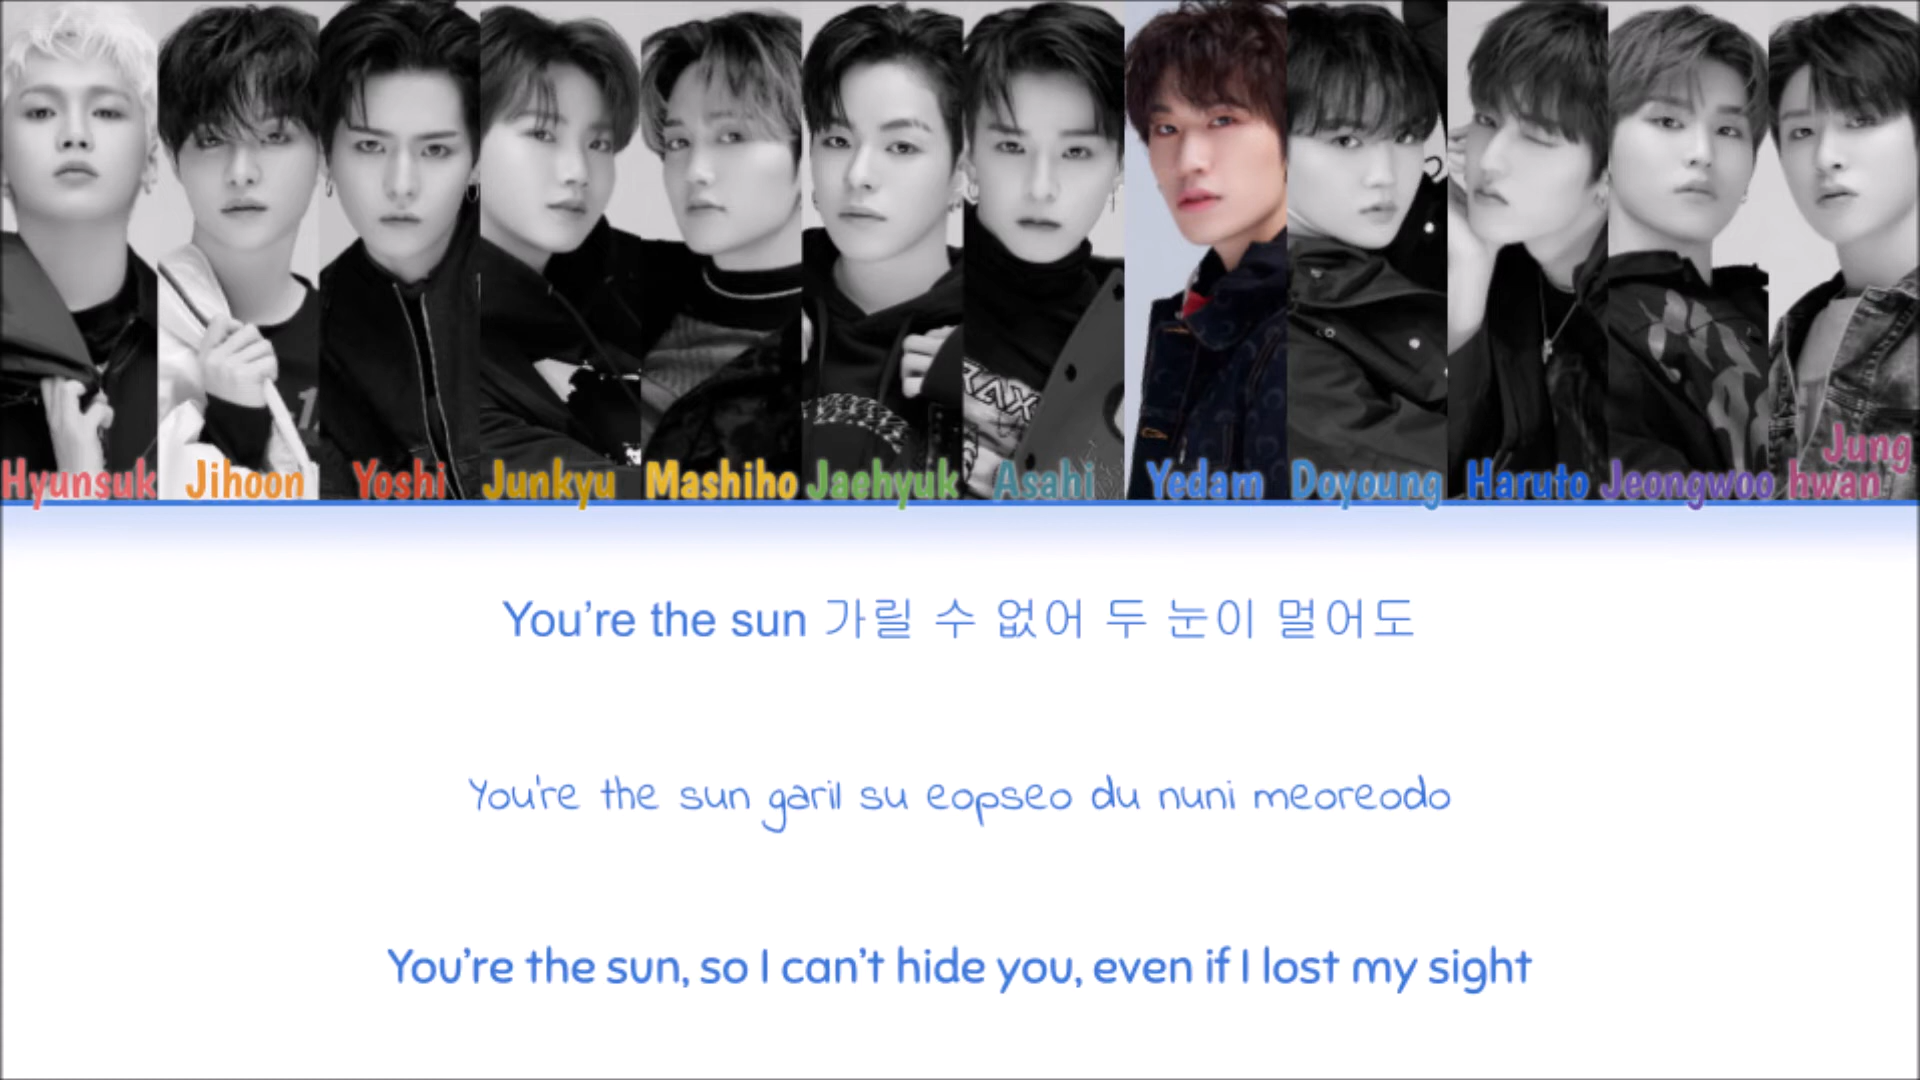 Hyunsuk Jihoon Yoshi Junkyu Mashiho Jaehyuk Asahi Yedam Doyoung Haruto Jeongwoo Jung
hwan
You're the sun 가릴 수 없어 두 눈이 멀어도
You're the sun garil su eopseo du nuni meoreodo
You're the sun, so I can't hide you, even if I lost my sight